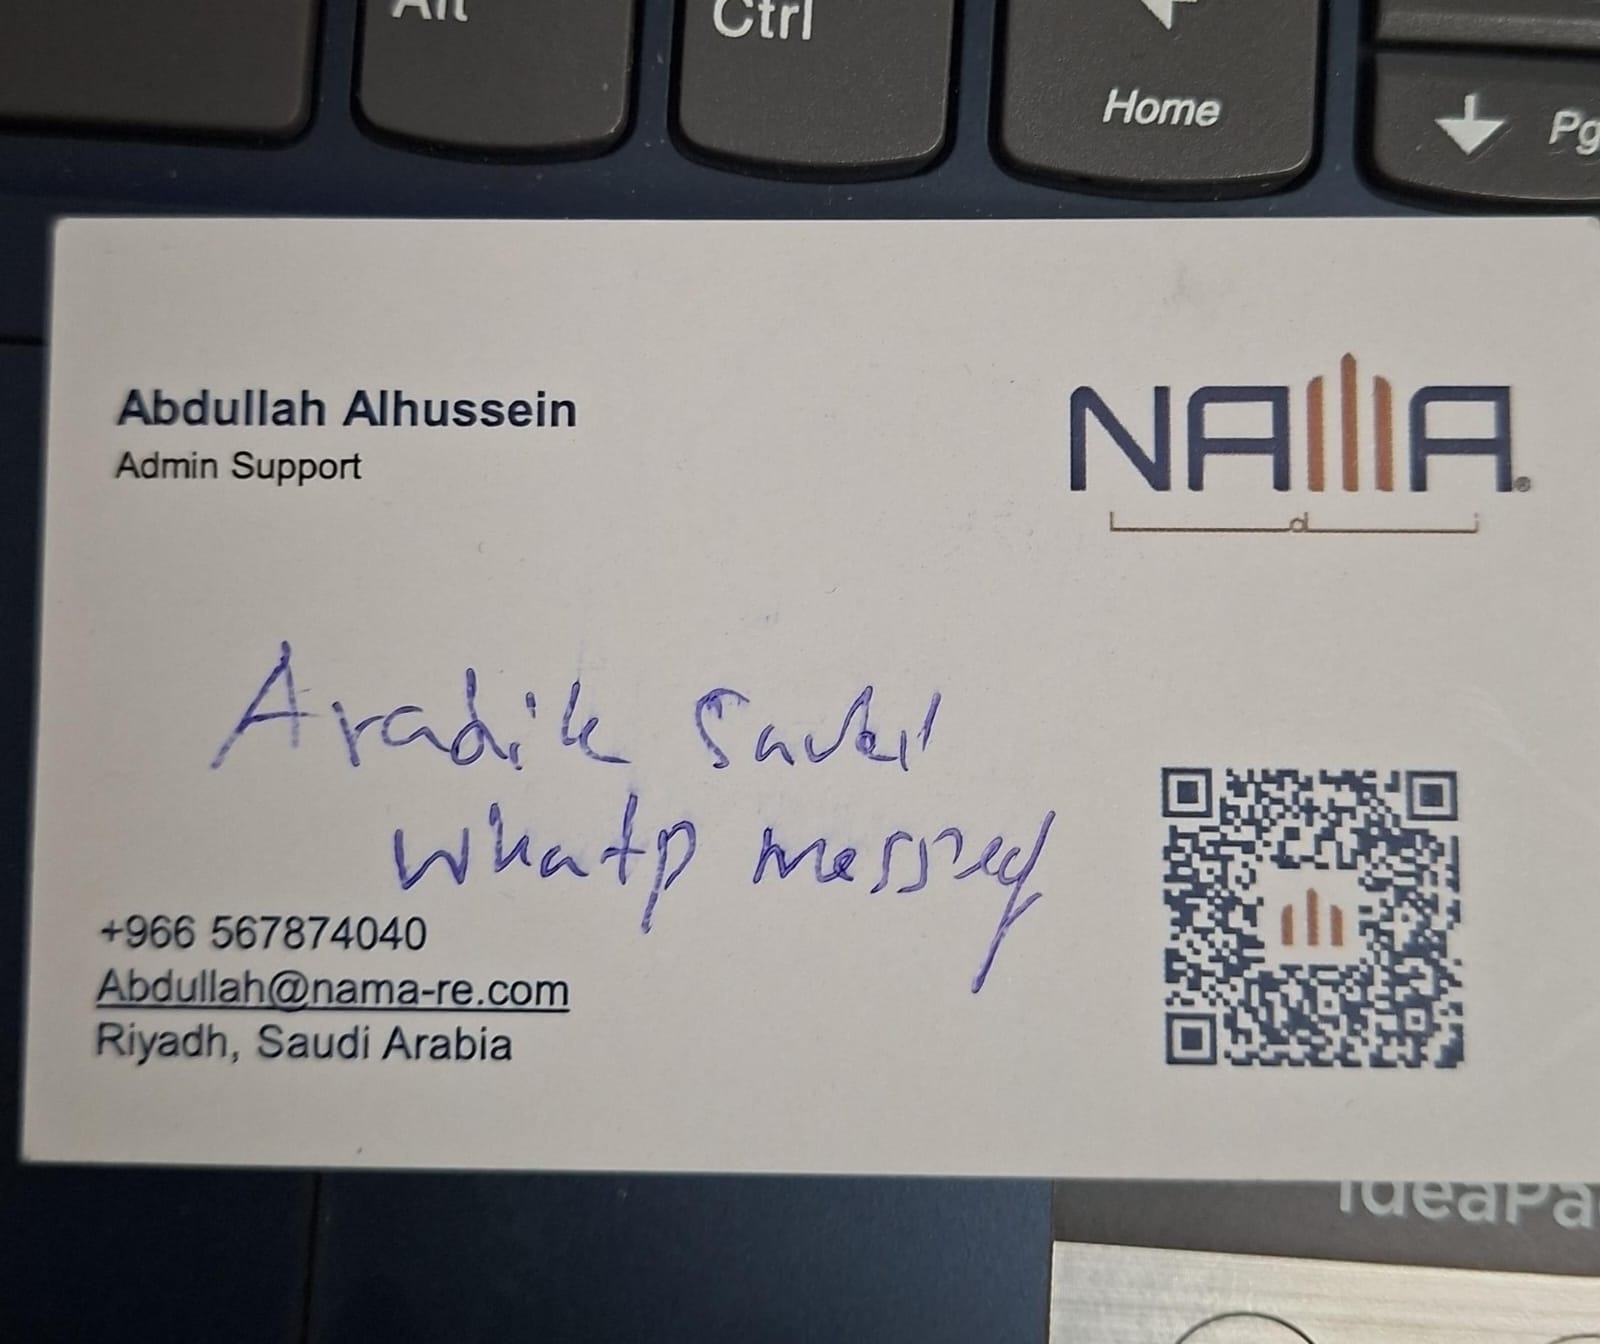 Alt
Ctrl
Home
Pg
Abdullah Alhussein
Admin Support
NAMA®
Aradik
whatp messag
+966 567874040
Abdullah@nama-re.com
Riyadh, Saudi Arabia
IdeaPa